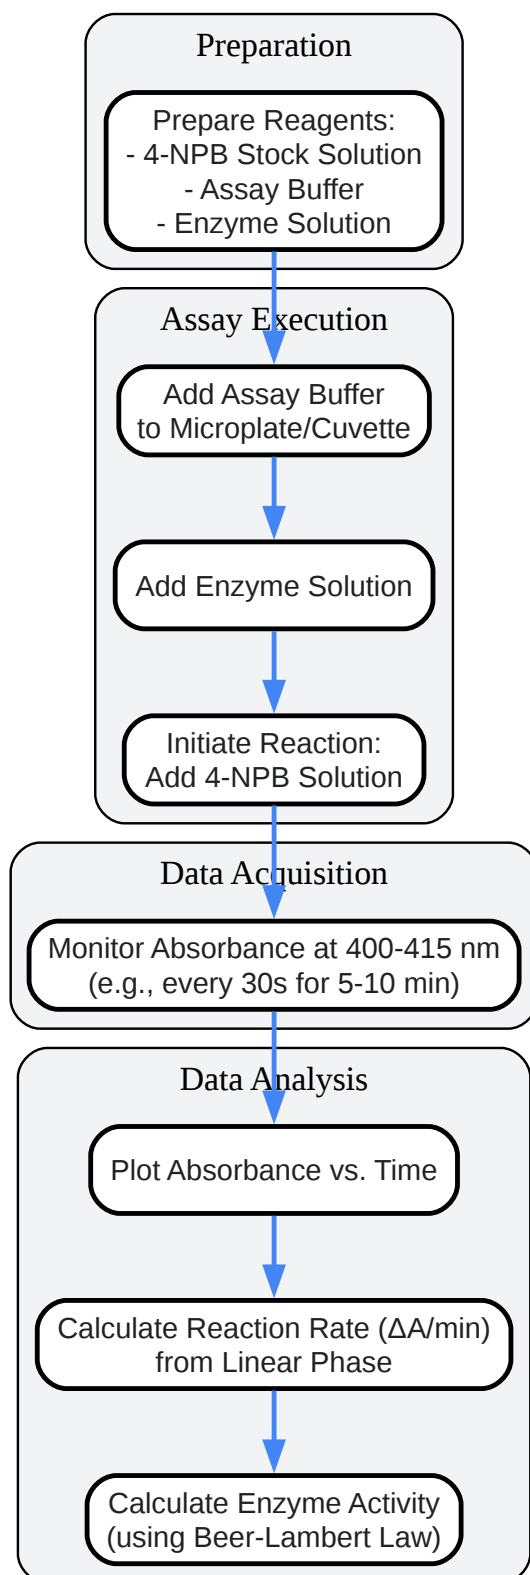 Preparation
Prepare Reagents:
- 4-NPB Stock Solution
- Assay Buffer
- Enzyme Solution
Assay Execution
Add Assay Buffer
to Microplate/Cuvette
Add Enzyme Solution
Initiate Reaction:
Add 4-NPB Solution
Data Acquisition
Monitor Absorbance at 400-415 nm
(e.g., every 30s for 5-10 min)
Data Analysis
Plot Absorbance vs. Time
Calculate Reaction Rate (ΔA/min)
from Linear Phase
Calculate Enzyme Activity
(using Beer-Lambert Law)